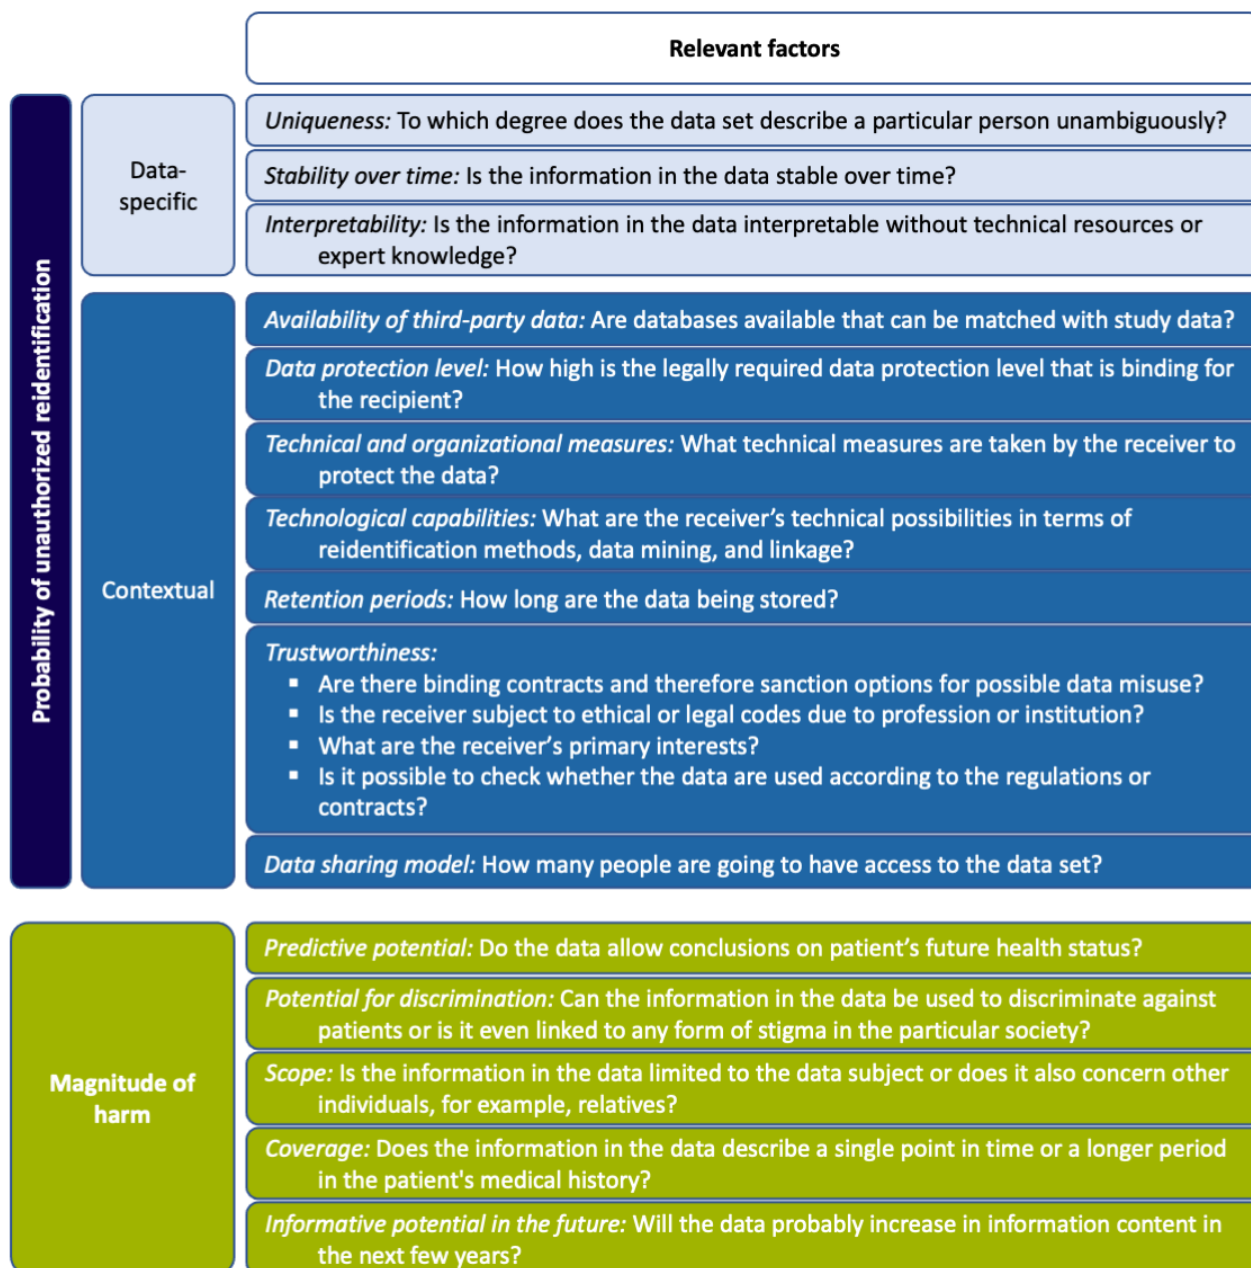 Relevant factors
Probability of unauthorized reidentification
Data-
specific
Uniqueness: To which degree does the data set describe a particular person unambiguously?
Stability over time: Is the information in the data stable over time?
Interpretability: Is the information in the data interpretable without technical resources or
expert knowledge?
Contextual
Availability of third-party data: Are databases available that can be matched with study data?
Data protection level: How high is the legally required data protection level that is binding for
the recipient?
Technical and organizational measures: What technical measures are taken by the receiver to
protect the data?
Technological capabilities: What are the receiver's technical possibilities in terms of
reidentification methods, data mining, and linkage?
Retention periods: How long are the data being stored?
Trustworthiness:
▪ Are there binding contracts and therefore sanction options for possible data misuse?
▪ Is the receiver subject to ethical or legal codes due to profession or institution?
▪ What are the receiver's primary interests?
▪ Is it possible to check whether the data are used according to the regulations or
contracts?
Data sharing model: How many people are going to have access to the data set?
Magnitude of
harm
Predictive potential: Do the data allow conclusions on patient's future health status?
Potential for discrimination: Can the information in the data be used to discriminate against
patients or is it even linked to any form of stigma in the particular society?
Scope: Is the information in the data limited to the data subject or does it also concern other
individuals, for example, relatives?
Coverage: Does the information in the data describe a single point in time or a longer period
in the patient's medical history?
Informative potential in the future: Will the data probably increase in information content in
the next few years?